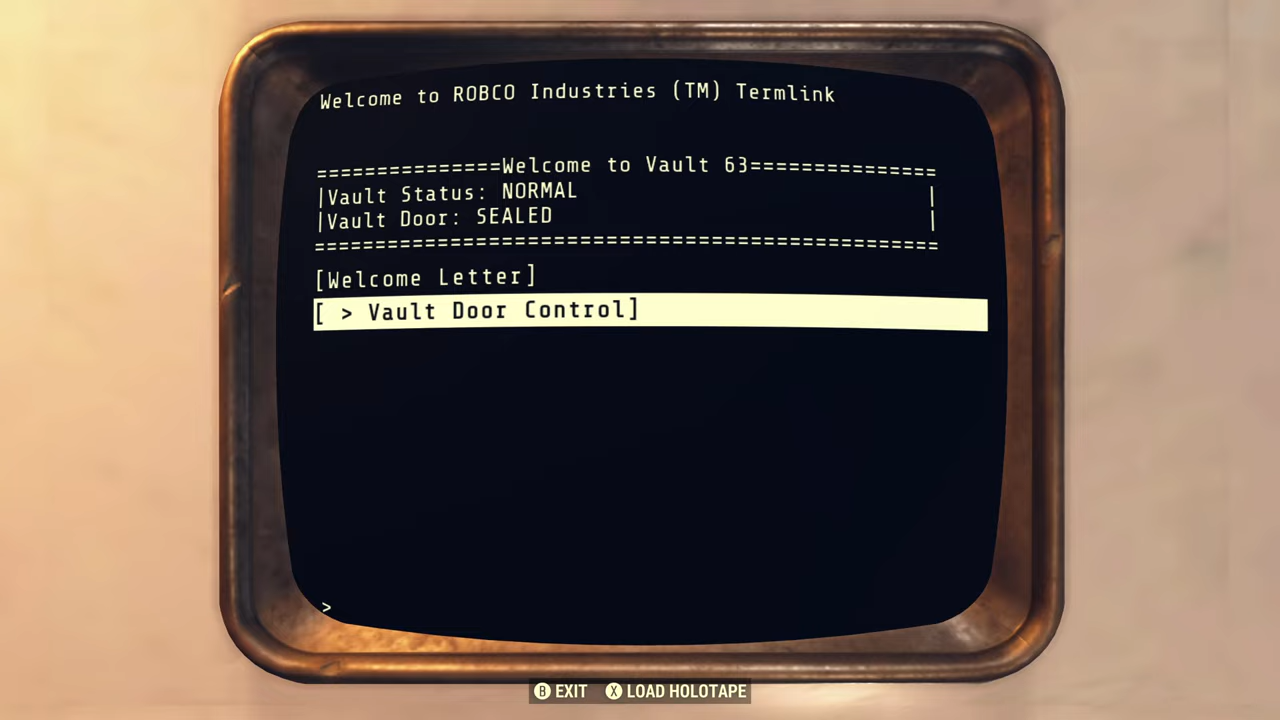 Welcome to ROBCO Industries (TM) Termlink
===============Welcome to Vault 63===============
|Vault Status: NORMAL |
|Vault Door: SEALED |
==================================================
[Welcome Letter]
[ > Vault Door Control]
>
B EXIT X LOAD HOLOTAPE